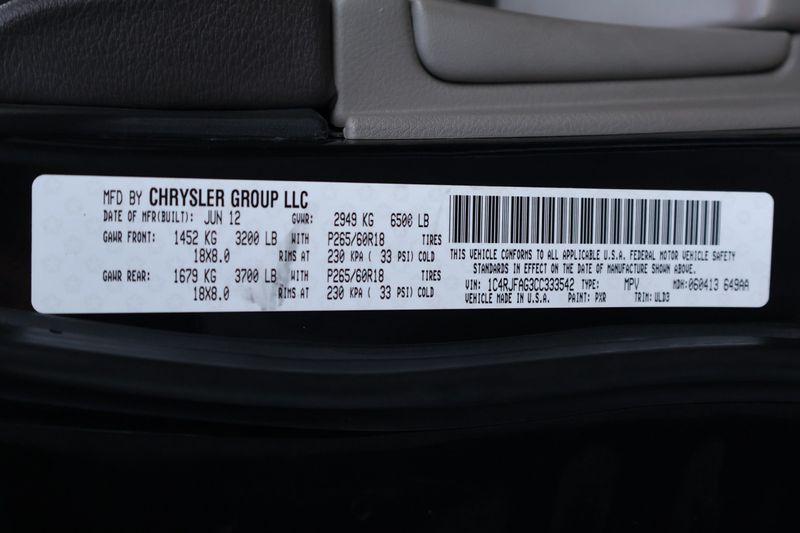 MFD BY CHRYSLER GROUP LLC
DATE OF MFR(BUILT): JUN 12 GVWR: 2949 KG 6500 LB
GAWR FRONT: 1452 KG 3200 LB WITH P265/60R18 TIRES
18X8.0 RIMS AT 230 KPA ( 33 PSI) COLD
GAWR REAR: 1679 KG 3700 LB WITH P265/60R18 TIRES
18X8.0 RIMS AT 230 KPA ( 33 PSI) COLD
THIS VEHICLE CONFORMS TO ALL APPLICABLE U.S.A. FEDERAL MOTOR VEHICLE SAFETY
STANDARDS IN EFFECT ON THE DATE OF MANUFACTURE SHOWN ABOVE.
VIN: 1C4RJFAG3CC333542 TYPE: MPV MDH: 060413 649AA
VEHICLE MADE IN U.S.A. PAINT: PXR TRIM: ULD3